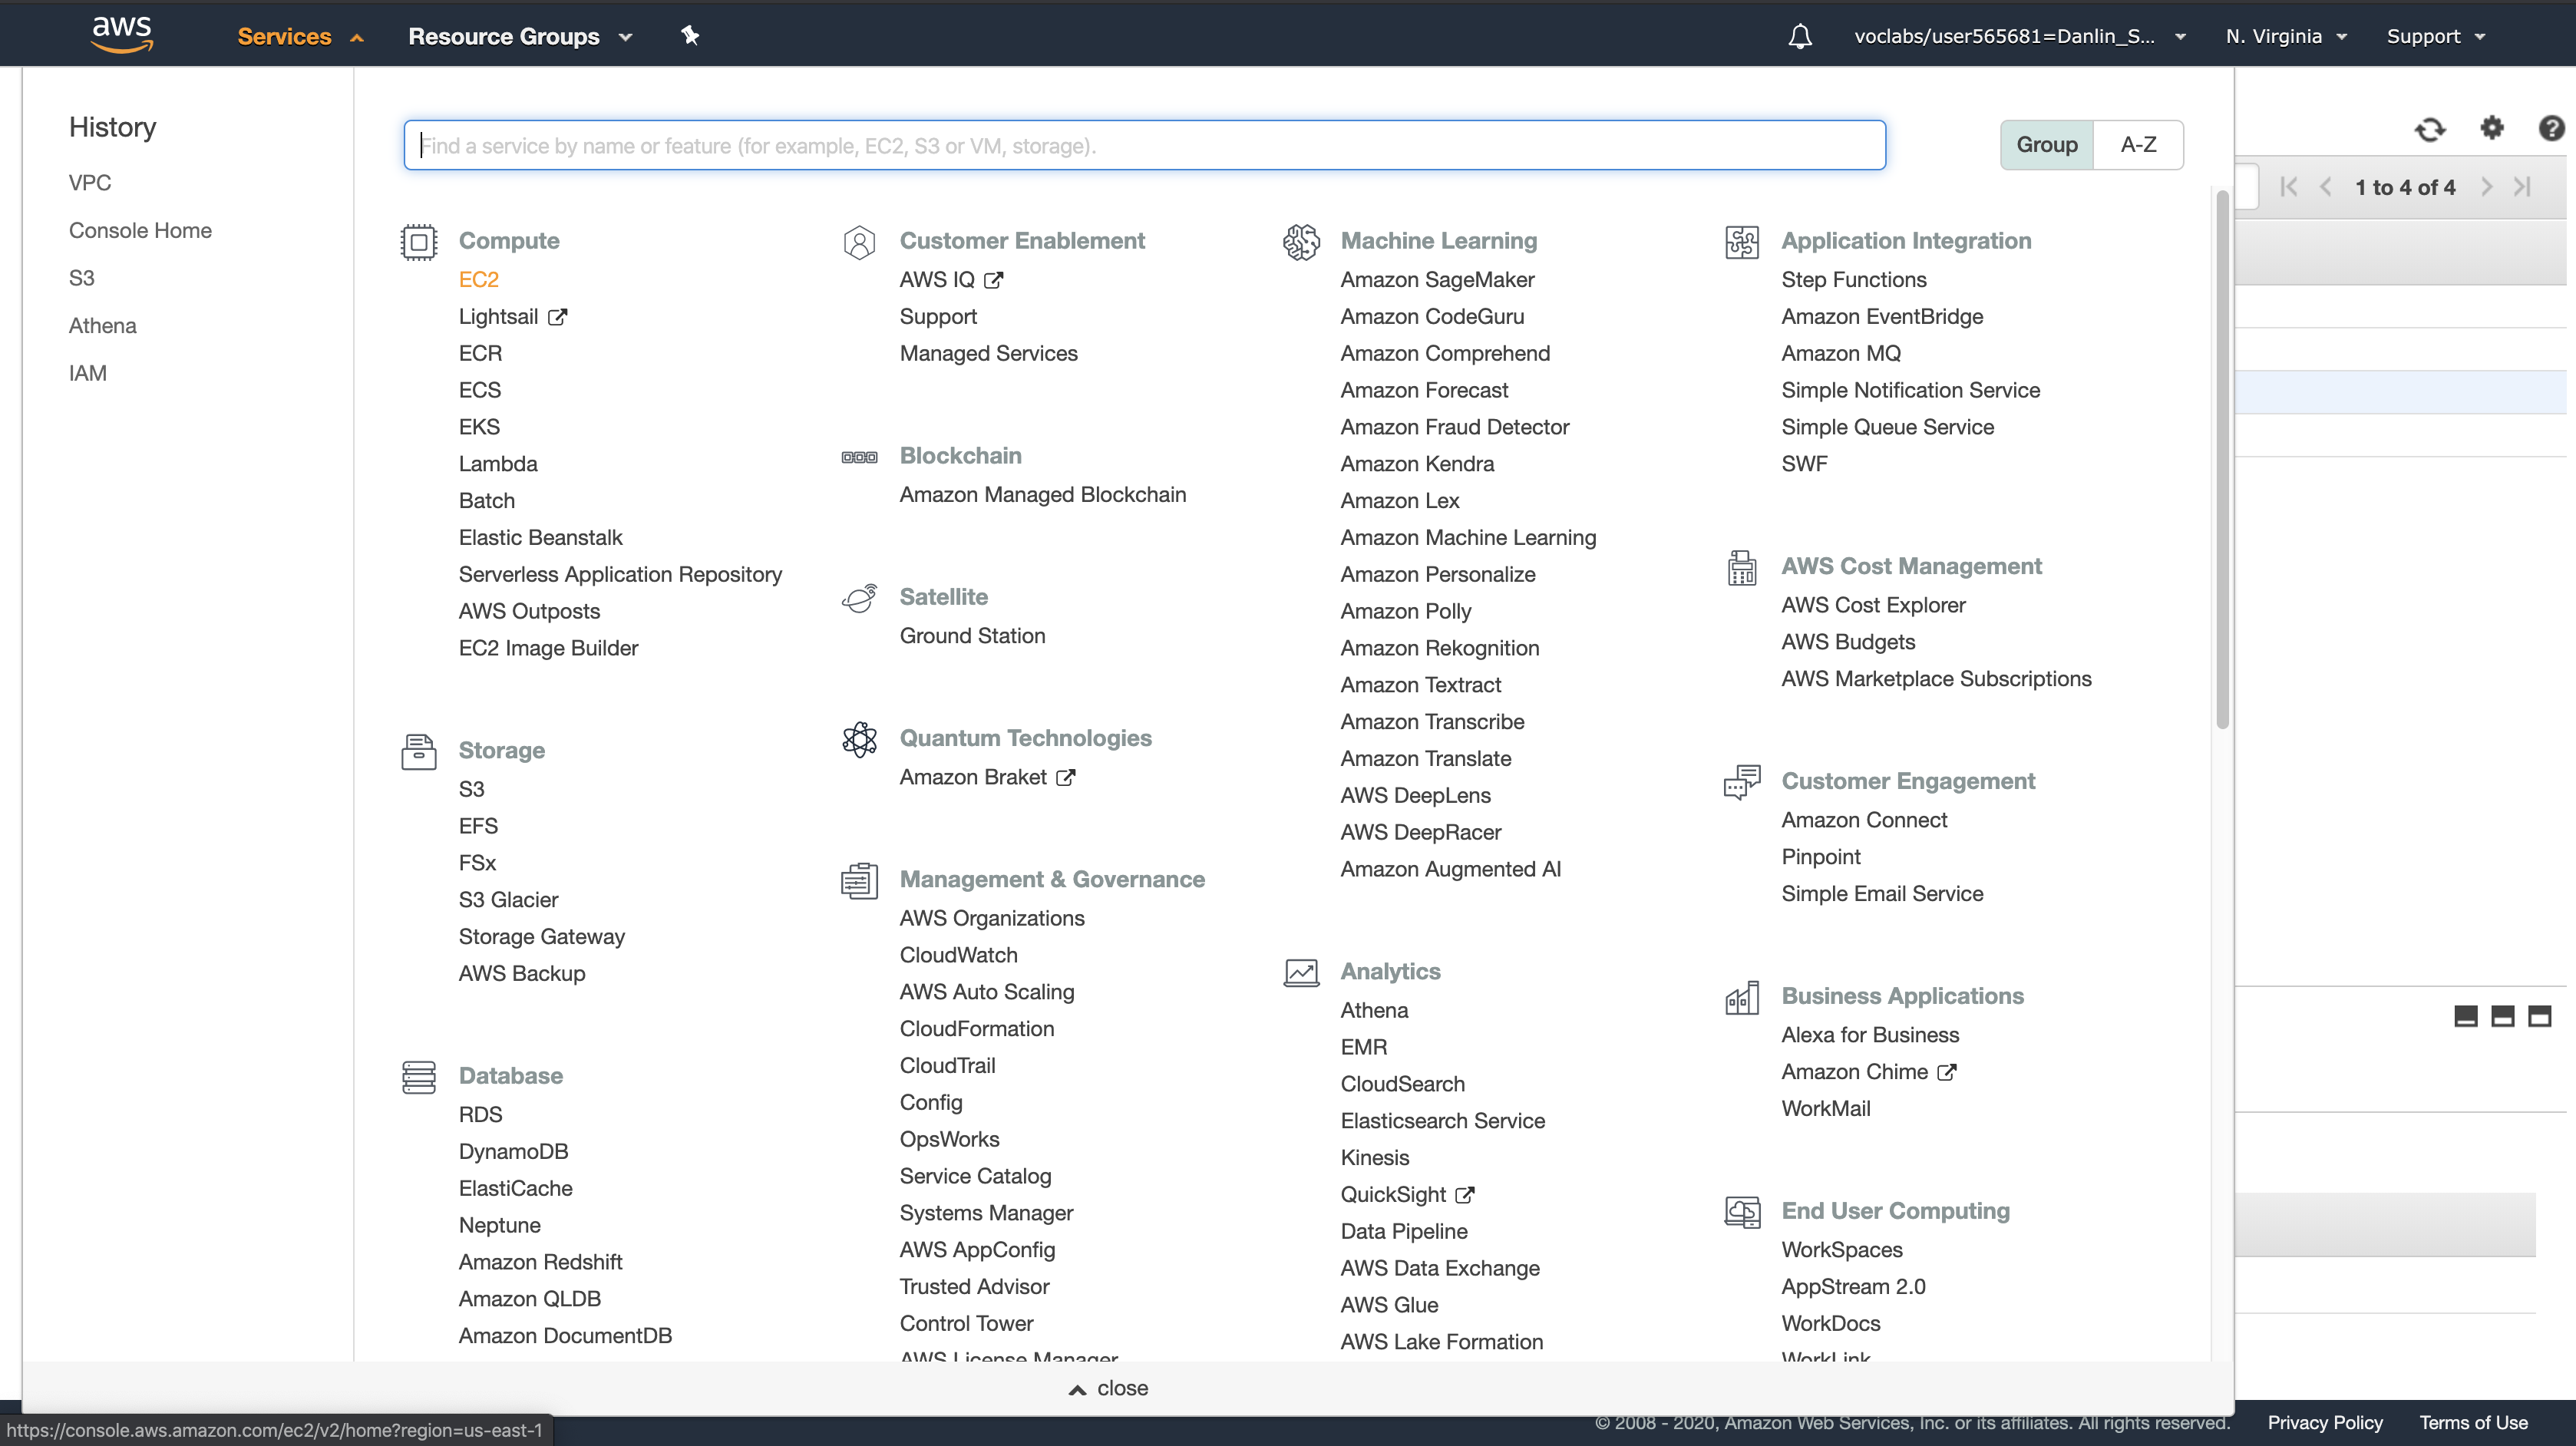 aws
Services
Resource Groups
voclabs/user565681=Danlin_S...
N. Virginia
Support
History
VPC
Console Home
S3
Athena
IAM
Find a service by name or feature (for example, EC2, S3 or VM, storage).
Group
A-Z
1 to 4 of 4
Compute
EC2
Lightsail
ECR
ECS
EKS
Lambda
Batch
Elastic Beanstalk
Serverless Application Repository
AWS Outposts
EC2 Image Builder
Storage
S3
EFS
FSx
S3 Glacier
Storage Gateway
AWS Backup
Database
RDS
DynamoDB
ElastiCache
Neptune
Amazon Redshift
Amazon QLDB
Amazon DocumentDB
Customer Enablement
AWS IQ
Support
Managed Services
Blockchain
Amazon Managed Blockchain
Satellite
Ground Station
Quantum Technologies
Amazon Braket
Management & Governance
AWS Organizations
CloudWatch
AWS Auto Scaling
CloudFormation
CloudTrail
Config
OpsWorks
Service Catalog
Systems Manager
AWS AppConfig
Trusted Advisor
Control Tower
AWS License Manager
Machine Learning
Amazon SageMaker
Amazon CodeGuru
Amazon Comprehend
Amazon Forecast
Amazon Fraud Detector
Amazon Kendra
Amazon Lex
Amazon Machine Learning
Amazon Personalize
Amazon Polly
Amazon Rekognition
Amazon Textract
Amazon Transcribe
Amazon Translate
AWS DeepLens
AWS DeepRacer
Amazon Augmented AI
Analytics
Athena
EMR
CloudSearch
Elasticsearch Service
Kinesis
QuickSight
Data Pipeline
AWS Data Exchange
AWS Glue
AWS Lake Formation
Application Integration
Step Functions
Amazon EventBridge
Amazon MQ
Simple Notification Service
Simple Queue Service
SWF
AWS Cost Management
AWS Cost Explorer
AWS Budgets
AWS Marketplace Subscriptions
Customer Engagement
Amazon Connect
Pinpoint
Simple Email Service
Business Applications
Alexa for Business
Amazon Chime
WorkMail
End User Computing
WorkSpaces
AppStream 2.0
WorkDocs
WorkLink
close
https://console.aws.amazon.com/ec2/v2/home?region=us-east-1
© 2008 - 2020, Amazon Web Services, Inc. or its affiliates. All rights reserved.
Privacy Policy
Terms of Use